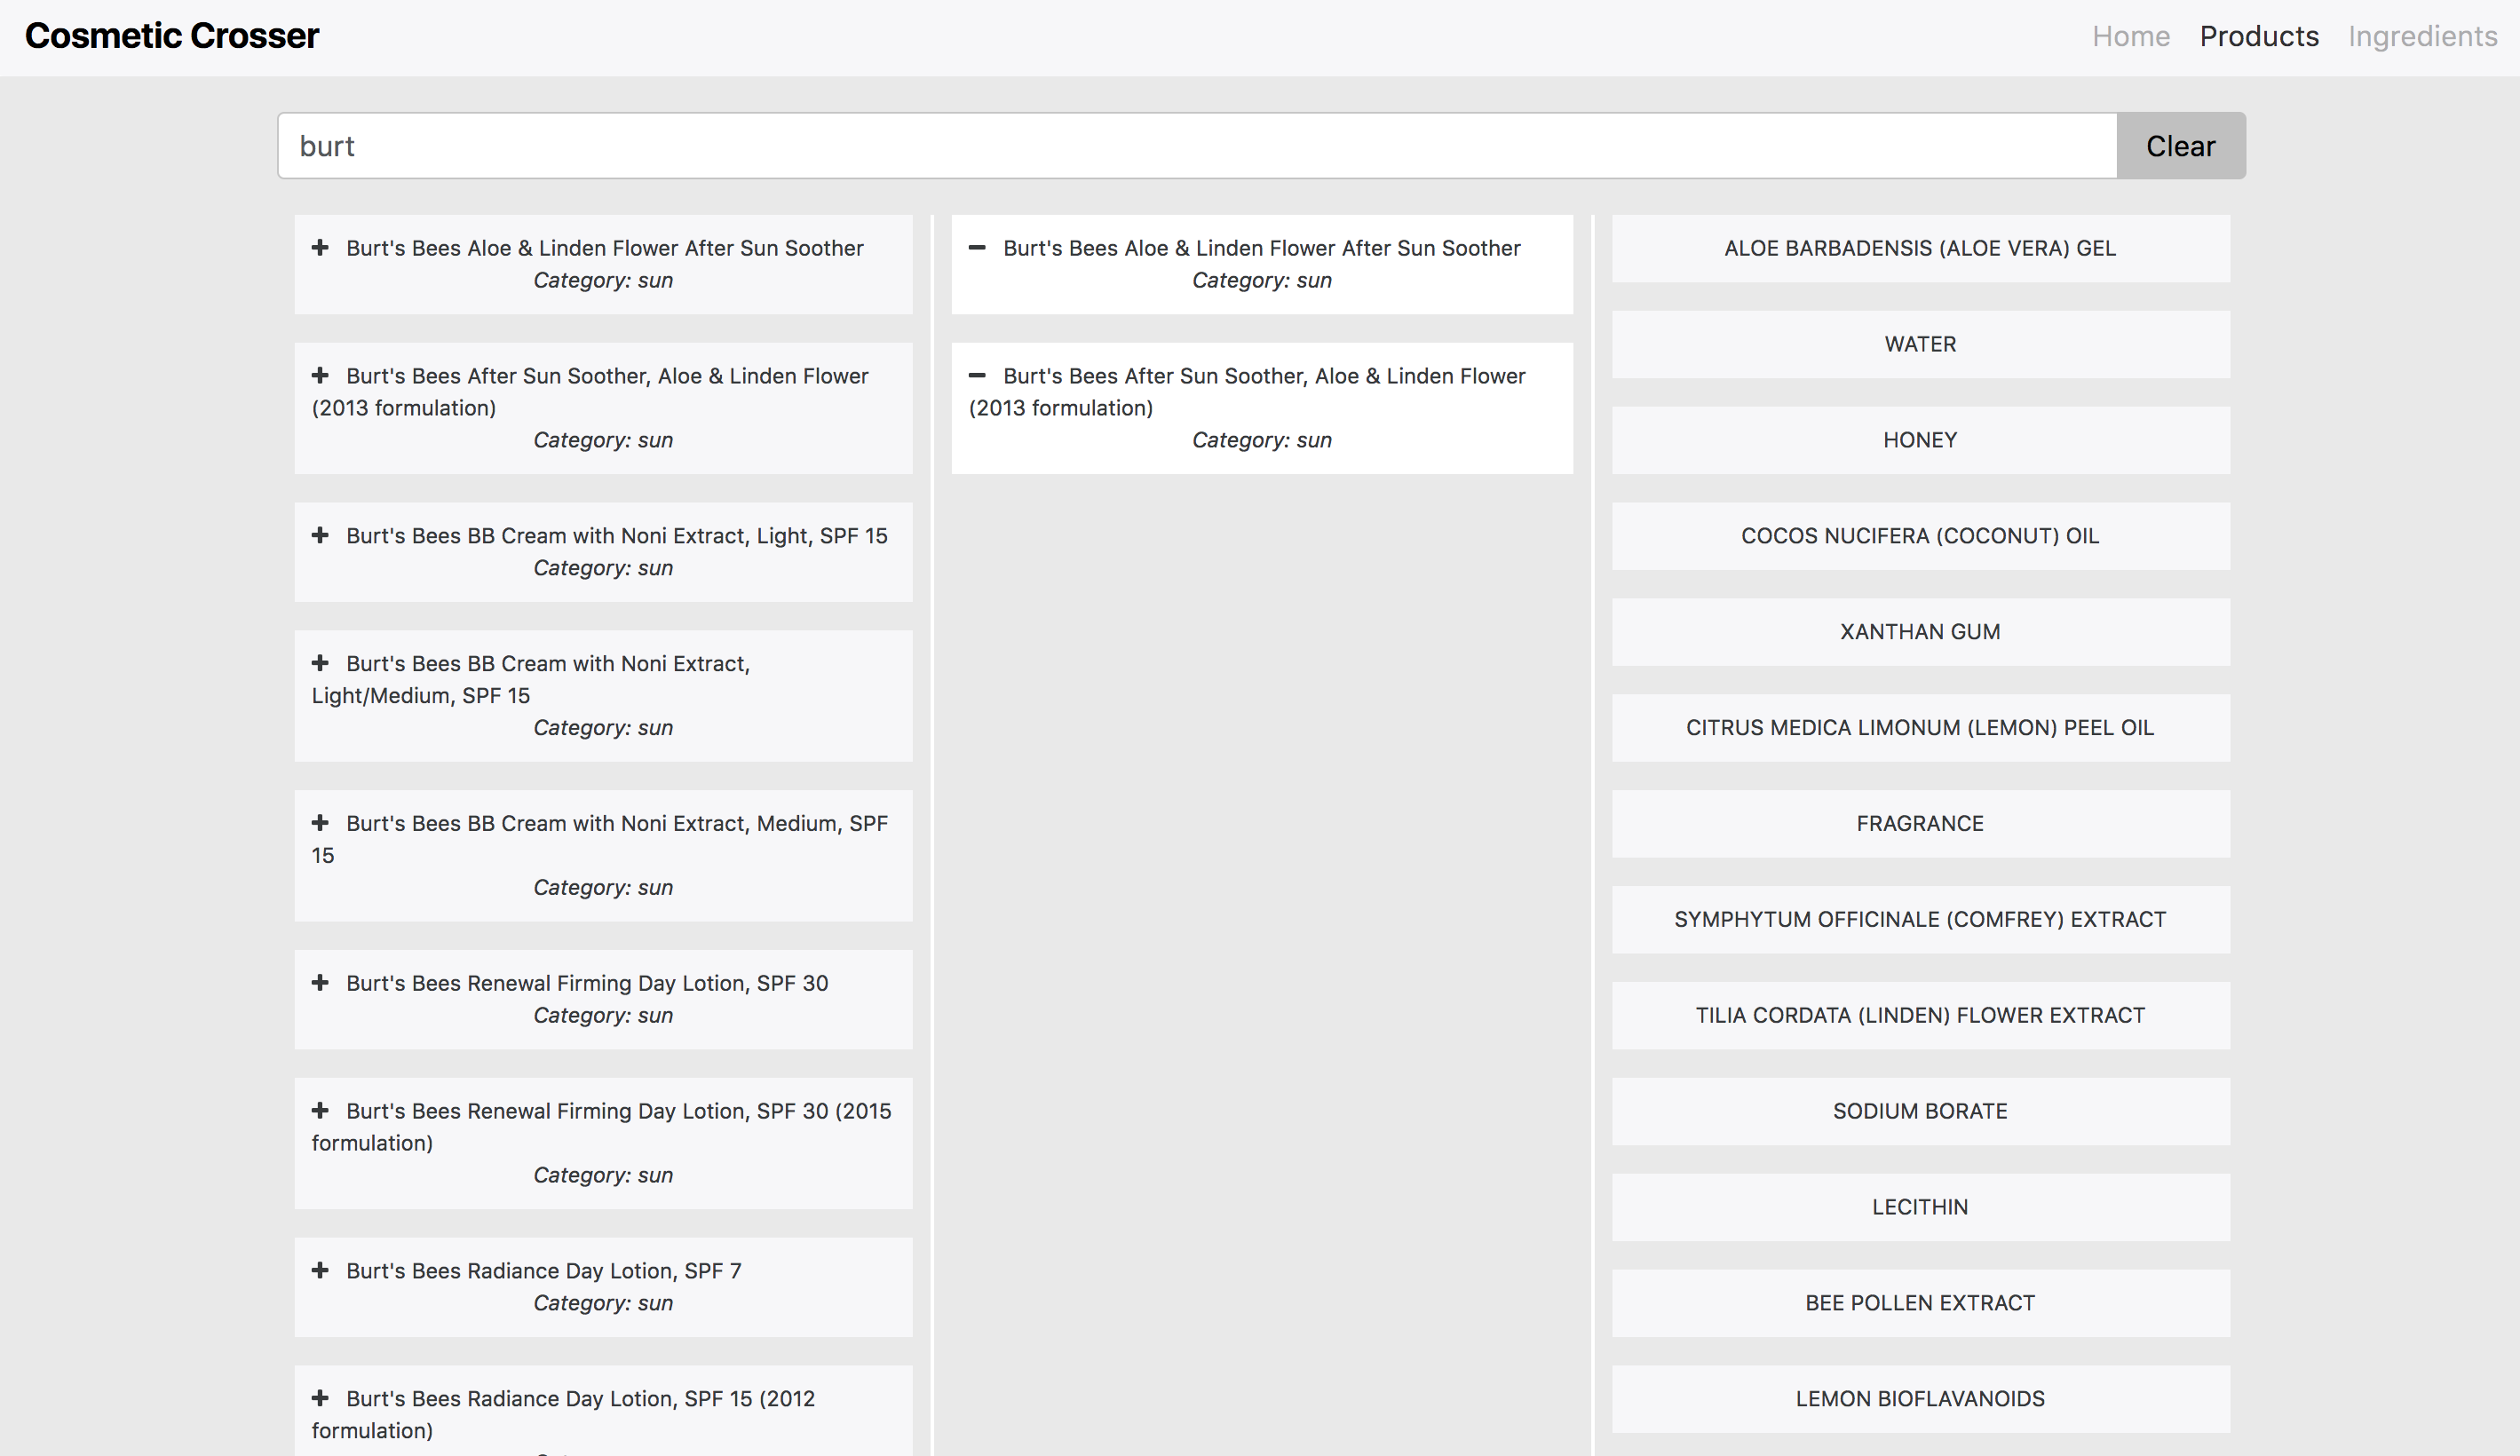 Cosmetic Crosser
Home Products Ingredients
burt
Clear
Burt's Bees Aloe & Linden Flower After Sun Soother
Category: sun
Burt's Bees After Sun Soother, Aloe & Linden Flower
(2013 formulation)
Category: sun
Burt's Bees BB Cream with Noni Extract, Light, SPF 15
Category: sun
Burt's Bees BB Cream with Noni Extract,
Light/Medium, SPF 15
Category: sun
Burt's Bees BB Cream with Noni Extract, Medium, SPF
15
Category: sun
Burt's Bees Renewal Firming Day Lotion, SPF 30
Category: sun
Burt's Bees Renewal Firming Day Lotion, SPF 30 (2015
formulation)
Category: sun
Burt's Bees Radiance Day Lotion, SPF 7
Category: sun
Burt's Bees Radiance Day Lotion, SPF 15 (2012
formulation)
Burt's Bees Aloe & Linden Flower After Sun Soother
Category: sun
Burt's Bees After Sun Soother, Aloe & Linden Flower
(2013 formulation)
Category: sun
ALOE BARBADENSIS (ALOE VERA) GEL
WATER
HONEY
COCOS NUCIFERA (COCONUT) OIL
XANTHAN GUM
CITRUS MEDICA LIMONUM (LEMON) PEEL OIL
FRAGRANCE
SYMPHYTUM OFFICINALE (COMFREY) EXTRACT
TILIA CORDATA (LINDEN) FLOWER EXTRACT
SODIUM BORATE
LECITHIN
BEE POLLEN EXTRACT
LEMON BIOFLAVANOIDS